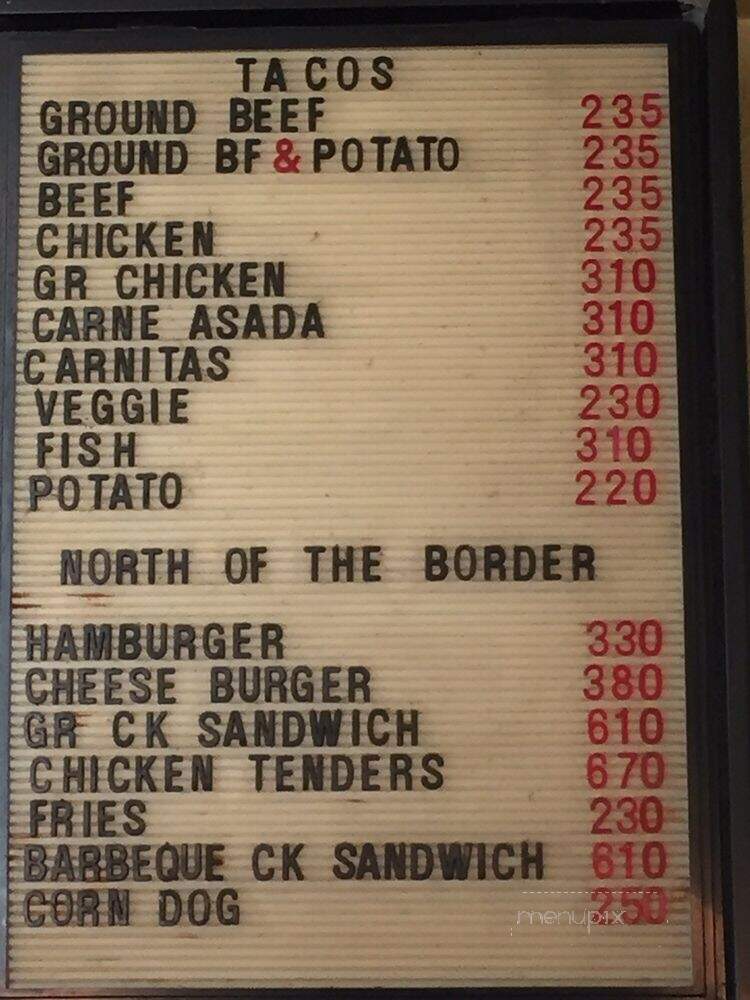 TACOS
GROUND BEEF 235
GROUND BF & POTATO 235
BEEF 235
CHICKEN 235
GR CHICKEN 310
CARNE ASADA 310
CARNITAS 310
VEGGIE 230
FISH 310
POTATO 220
NORTH OF THE BORDER
HAMBURGER 330
CHEESE BURGER 380
GR CK SANDWICH 610
CHICKEN TENDERS 670
FRIES 230
BARBEQUE CK SANDWICH 610
CORN DOG 250
menupix